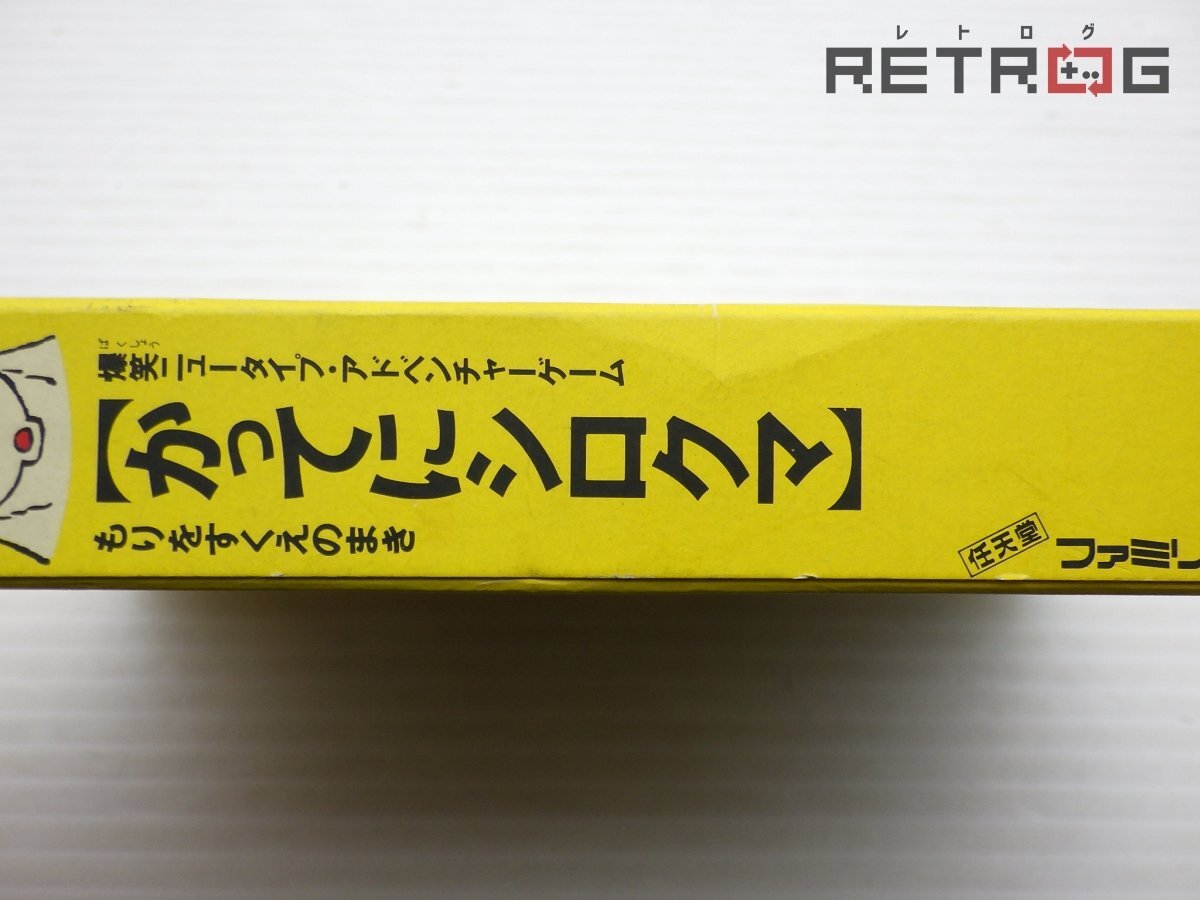 レトログ
RETROG
ばくしょう
爆笑ニュータイプ・アドベンチャーゲーム
【かってにシロクマ】
もりをすくえのまき
任天堂
ファミ